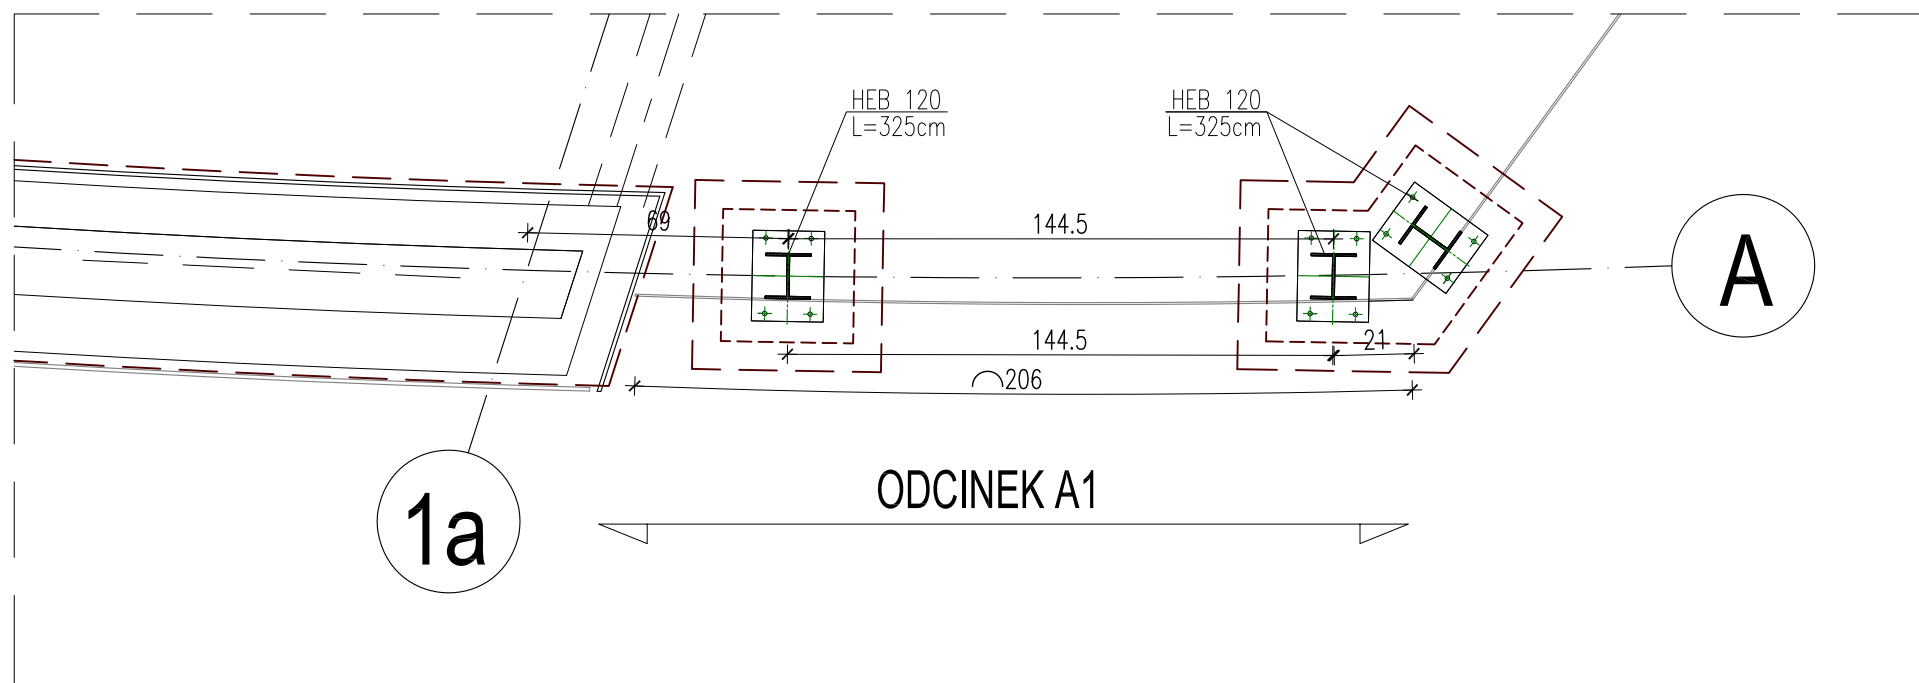 HEB 120
L=325cm
HEB 120
L=325cm
69
144.5
A
144.5
21
206
ODCINEK A1
1a